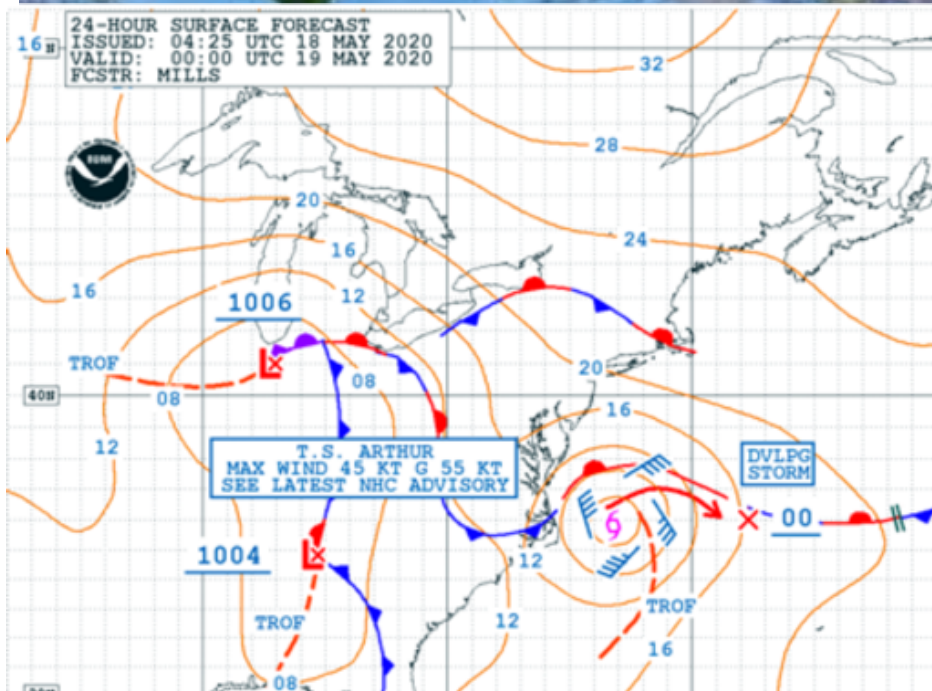 24-HOUR SURFACE FORECAST
ISSUED: 04:25 UTC 18 MAY 2020
VALID: 00:00 UTC 19 MAY 2020
FCSTR: MILLS
16
32
28
20
24
16
16
12
1006
L
TROF
08
08
20
40N
16
12
T.S. ARTHUR
MAX WIND 45 KT G 55 KT
SEE LATEST NHC ADVISORY
DVLPG
STORM
00
1004
L
12
TROF
TROF
12
16
08